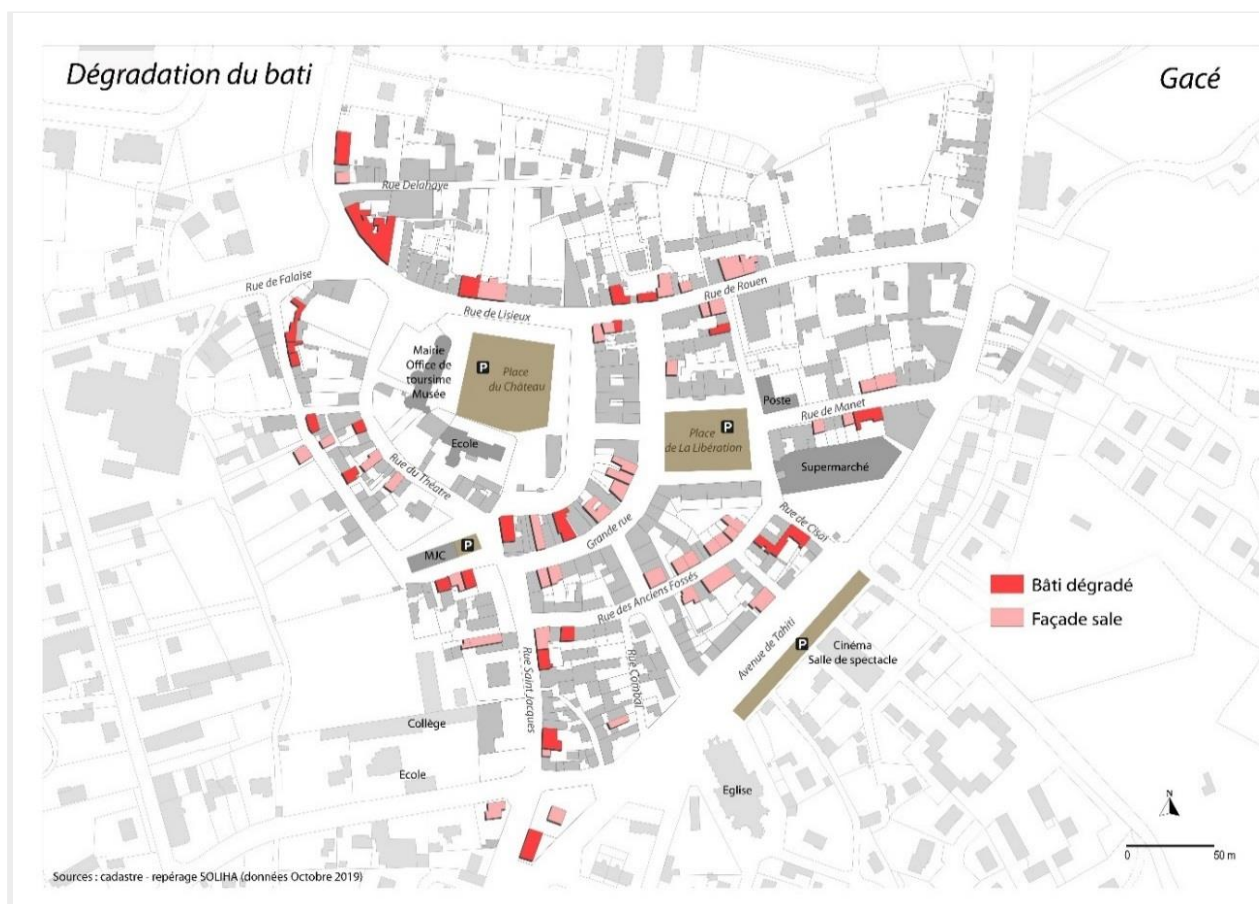 Dégradation du bati
Gacé
Rue Delahaye
Rue de Falaise
Rue de Lisieux
Rue de Rouen
Mairie
Office de
toursime
Musée
P
Place
du Château
Poste
Rue de Manet
P
Place
de La Libération
Ecole
Rue du Théatre
Supermarché
Rue de Cisai
Grande rue
MJC
P
Rue des Anciens Fossés
Bâti dégradé
Façade sale
Rue Saint Jacques
Rue Combal
Avenue de Tahiti
P
Cinéma
Salle de spectacle
Collège
Ecole
Eglise
N
0
50 m
Sources : cadastre - repérage SOLIHA (données Octobre 2019)